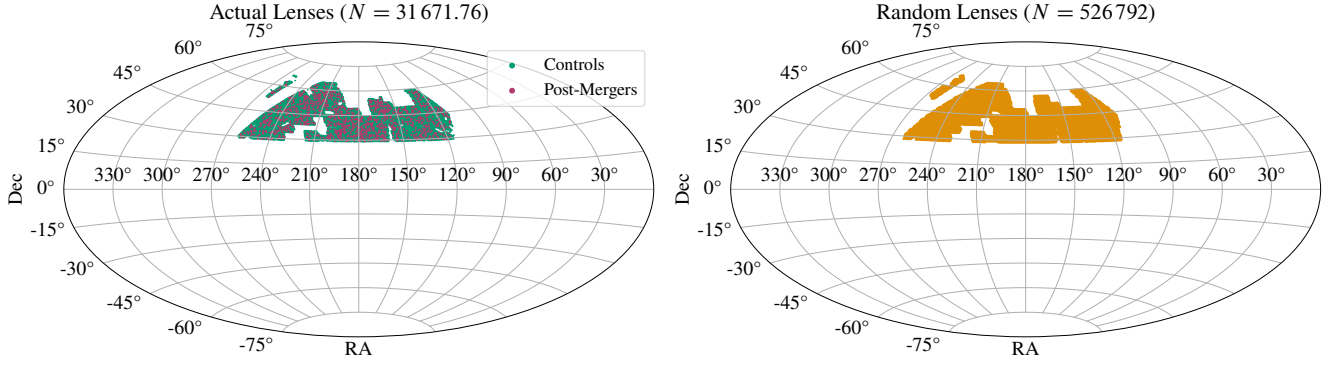 Actual Lenses (N = 31 671.76)
75°
60°
45°
30°
15°
0°
-15°
-30°
-45°
-60°
-75°
330° 300° 270° 240° 210° 180° 150° 120° 90° 60° 30°
Dec
RA
Controls
Post-Mergers
Random Lenses (N = 526 792)
75°
60°
45°
30°
15°
0°
-15°
-30°
-45°
-60°
-75°
330° 300° 270° 240° 210° 180° 150° 120° 90° 60° 30°
Dec
RA